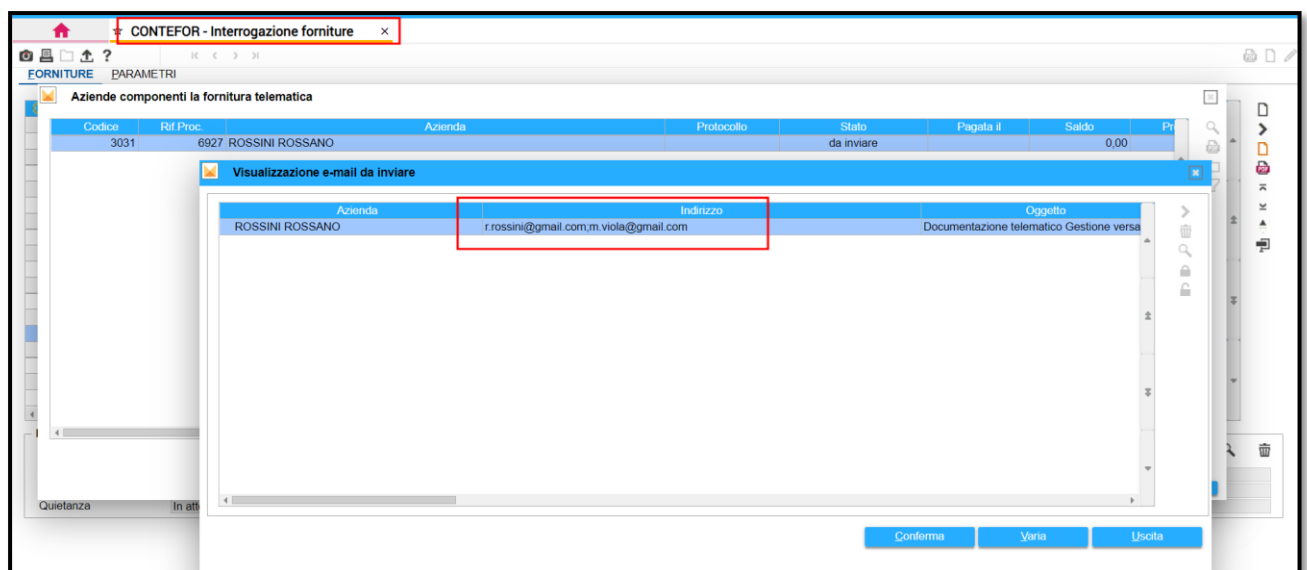 CONTEFOR - Interrogazione forniture ×
?
FORNITURE PARAMETRI
Aziende componenti la fornitura telematica
Codice Rif.Proc. Azienda Protocollo Stato Pagata il Saldo
3031 6927 ROSSINI ROSSANO da inviare 0,00
Visualizzazione e-mail da inviare
Azienda Indirizzo Oggetto
ROSSINI ROSSANO r.rossini@gmail.com;m.viola@gmail.com Documentazione telematico Gestione versa
Quietanza In att
Conferma Varia Uscita